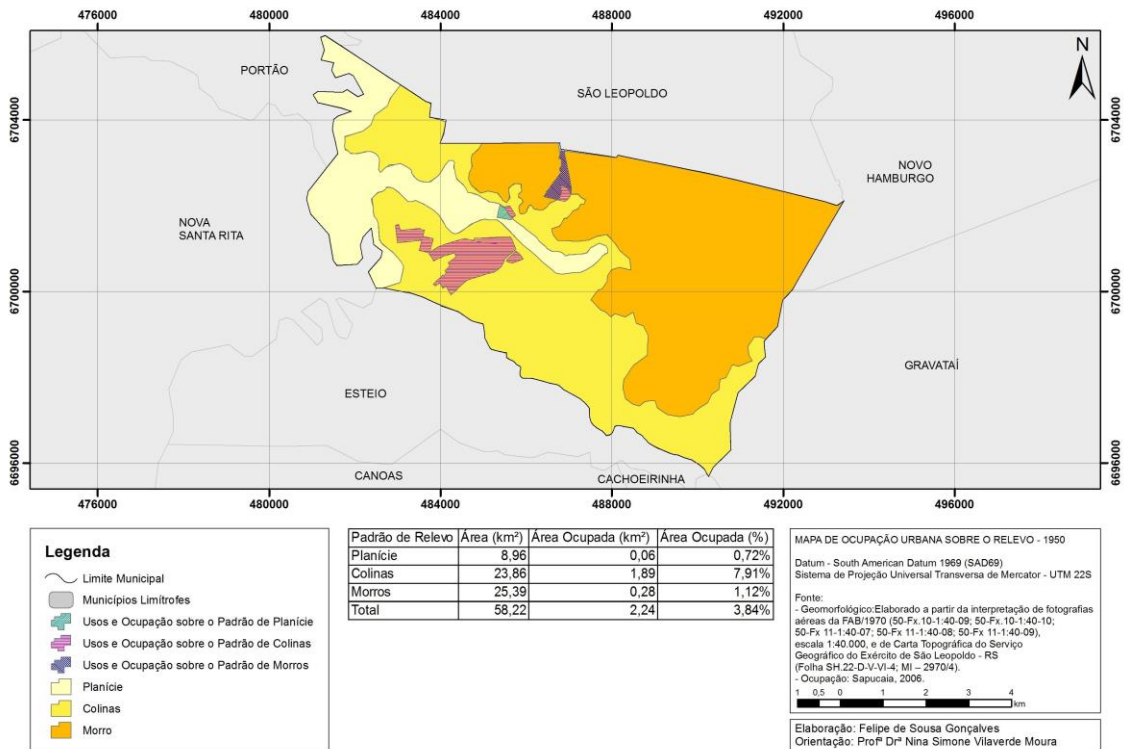 476000 480000 484000 488000 492000 496000
N
PORTÃO
SÃO LEOPOLDO
6704000 6704000
NOVO
HAMBURGO
NOVA
SANTA RITA
6700000 6700000
GRAVATAÍ
ESTEIO
6696000 6696000
CANOAS
CACHOEIRINHA
476000 480000 484000 488000 492000 496000
Legenda
Limite Municipal
Municípios Limítrofes
Usos e Ocupação sobre o Padrão de Planície
Usos e Ocupação sobre o Padrão de Colinas
Usos e Ocupação sobre o Padrão de Morros
Planície
Colinas
Morro
Padrão de Relevo Área (km²) Área Ocupada (km²) Área Ocupada (%)
Planície 8,96 0,06 0,72%
Colinas 23,86 1,89 7,91%
Morros 25,39 0,28 1,12%
Total 58,22 2,24 3,84%
MAPA DE OCUPAÇÃO URBANA SOBRE O RELEVO - 1950
Datum - South American Datum 1969 (SAD69)
Sistema de Projeção Universal Transversa de Mercator - UTM 22S
Fonte:
- Geomorfológico:Elaborado a partir da interpretação de fotografias
aéreas da FAB/1970 (50-Fx.10-1:40-09; 50-Fx.10-1:40-10;
50-Fx 11-1:40-07; 50-Fx 11-1:40-08; 50-Fx 11-1:40-09),
escala 1:40.000, e de Carta Topográfica do Serviço
Geográfico do Exército de São Leopoldo - RS
(Folha SH.22-D-V-VI-4; MI – 2970/4).
- Ocupação: Sapucaia, 2006.
1 0,5 0 1 2 3 4
km
Elaboração: Felipe de Sousa Gonçalves
Orientação: Profª Drª Nina Simone Vilaverde Moura